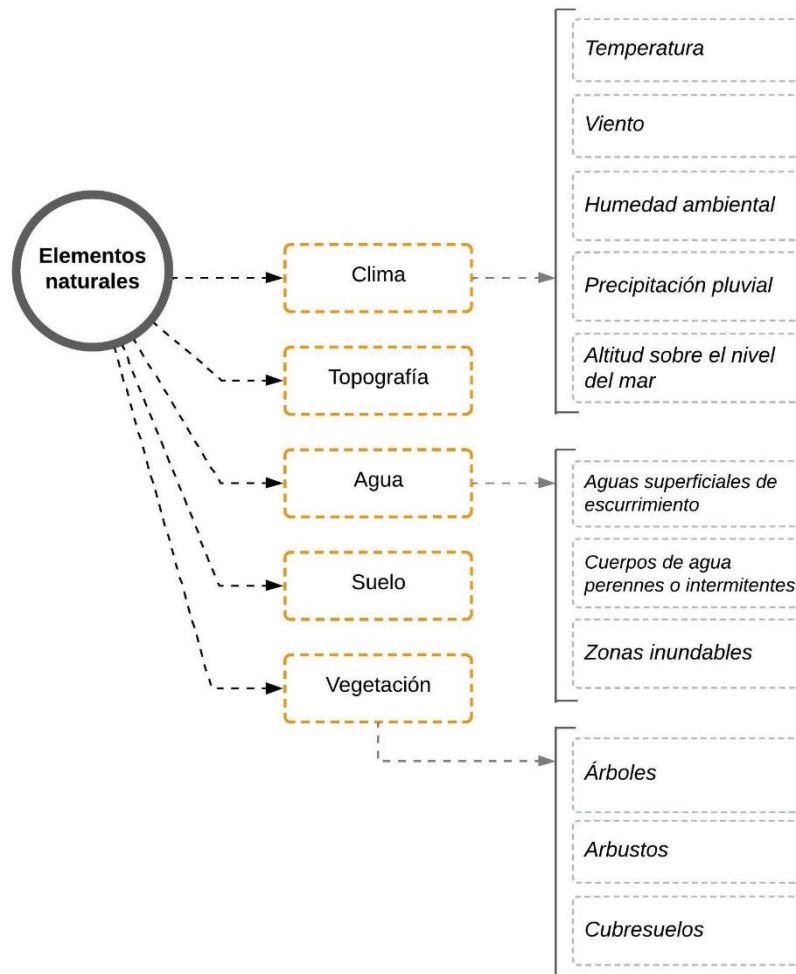 Elementos
naturales
Clima
Topografía
Agua
Suelo
Vegetación
Temperatura
Viento
Humedad ambiental
Precipitación pluvial
Altitud sobre el nivel
del mar
Aguas superficiales de
escurrimiento
Cuerpos de agua
perennes o intermitentes
Zonas inundables
Árboles
Arbustos
Cubresuelos